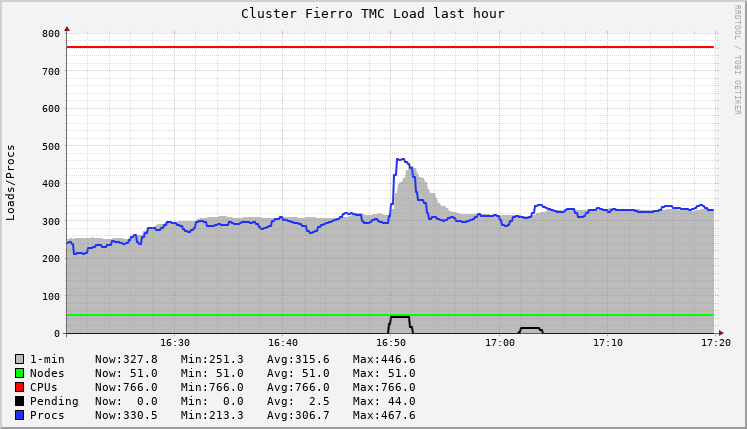 Cluster Fierro TMC Load last hour
RRDTOOL / TOBI OETIKER
Loads/Procs
800
700
600
500
400
300
200
100
0
16:30 16:40 16:50 17:00 17:10 17:20
1-min Now:327.8 Min:251.3 Avg:315.6 Max:446.6
Nodes Now: 51.0 Min: 51.0 Avg: 51.0 Max: 51.0
CPUs Now:766.0 Min:766.0 Avg:766.0 Max:766.0
Pending Now: 0.0 Min: 0.0 Avg: 2.5 Max: 44.0
Procs Now:330.5 Min:213.3 Avg:306.7 Max:467.6